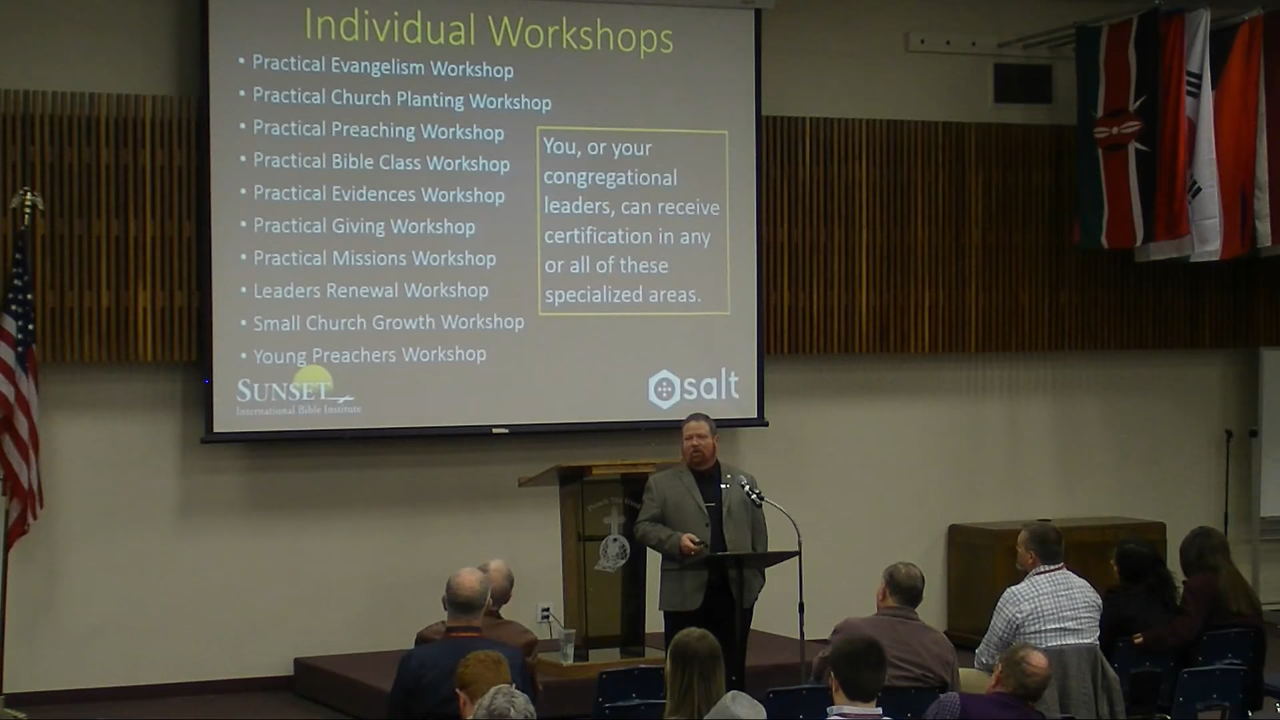 Individual Workshops
• Practical Evangelism Workshop
• Practical Church Planting Workshop
• Practical Preaching Workshop
• Practical Bible Class Workshop
• Practical Evidences Workshop
• Practical Giving Workshop
• Practical Missions Workshop
• Leaders Renewal Workshop
• Small Church Growth Workshop
• Young Preachers Workshop
You, or your
congregational
leaders, can receive
certification in any
or all of these
specialized areas.
SUNSET
International Bible Institute
salt